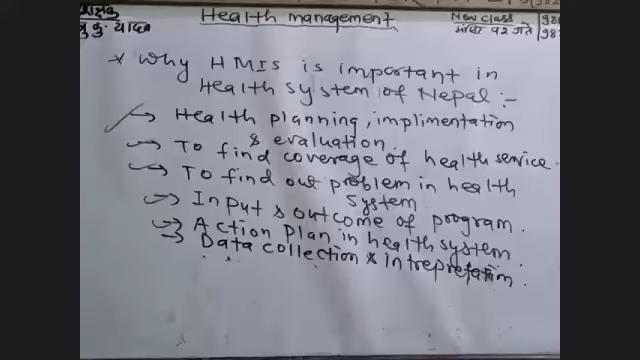 Health management
New class
माघ १२ गते
* Why HMIS is important in
Health system of Nepal :-
→ Health planning, implimentation
& evaluation.
→ To find coverage of health service.
→ To find out problem in health
system
→ Input & outcome of program.
→ Action plan in health system.
→ Data collection & intrepretation.